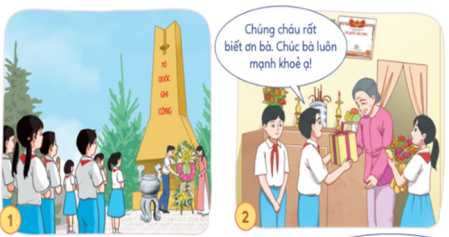 TỔ
QUỐC
GHI
CÔNG
1
Chúng cháu rất
biết ơn bà. Chúc bà luôn
mạnh khoẻ ạ!
2